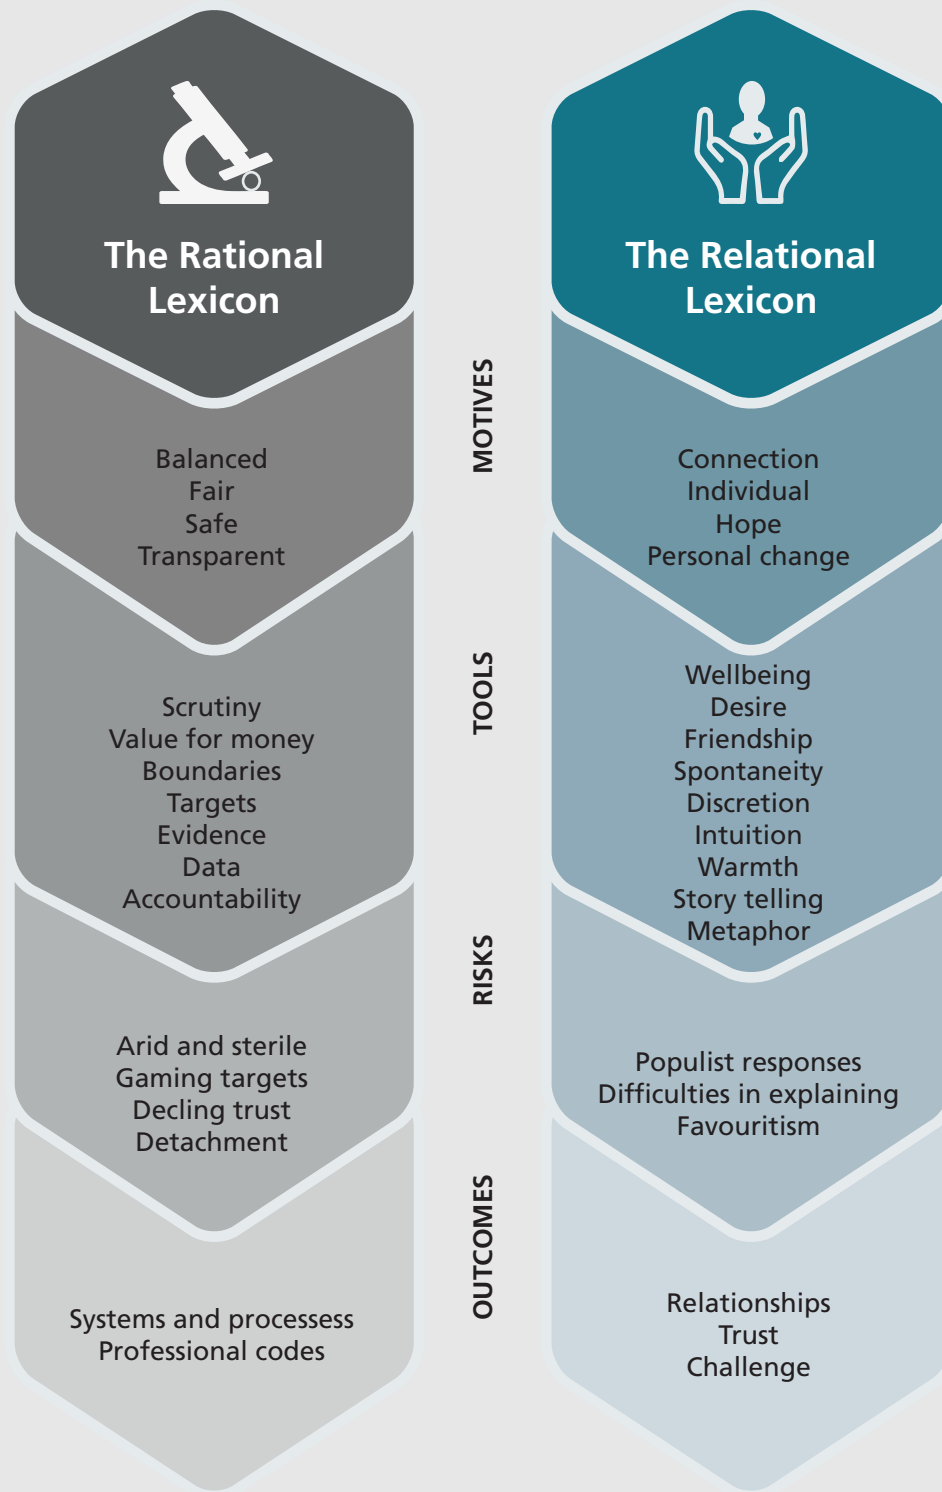 The Rational
Lexicon
Balanced
Fair
Safe
Transparent
Scrutiny
Value for money
Boundaries
Targets
Evidence
Data
Accountability
Arid and sterile
Gaming targets
Decling trust
Detachment
Systems and processess
Professional codes
MOTIVES
TOOLS
RISKS
OUTCOMES
The Relational
Lexicon
Connection
Individual
Hope
Personal change
Wellbeing
Desire
Friendship
Spontaneity
Discretion
Intuition
Warmth
Story telling
Metaphor
Populist responses
Difficulties in explaining
Favouritism
Relationships
Trust
Challenge